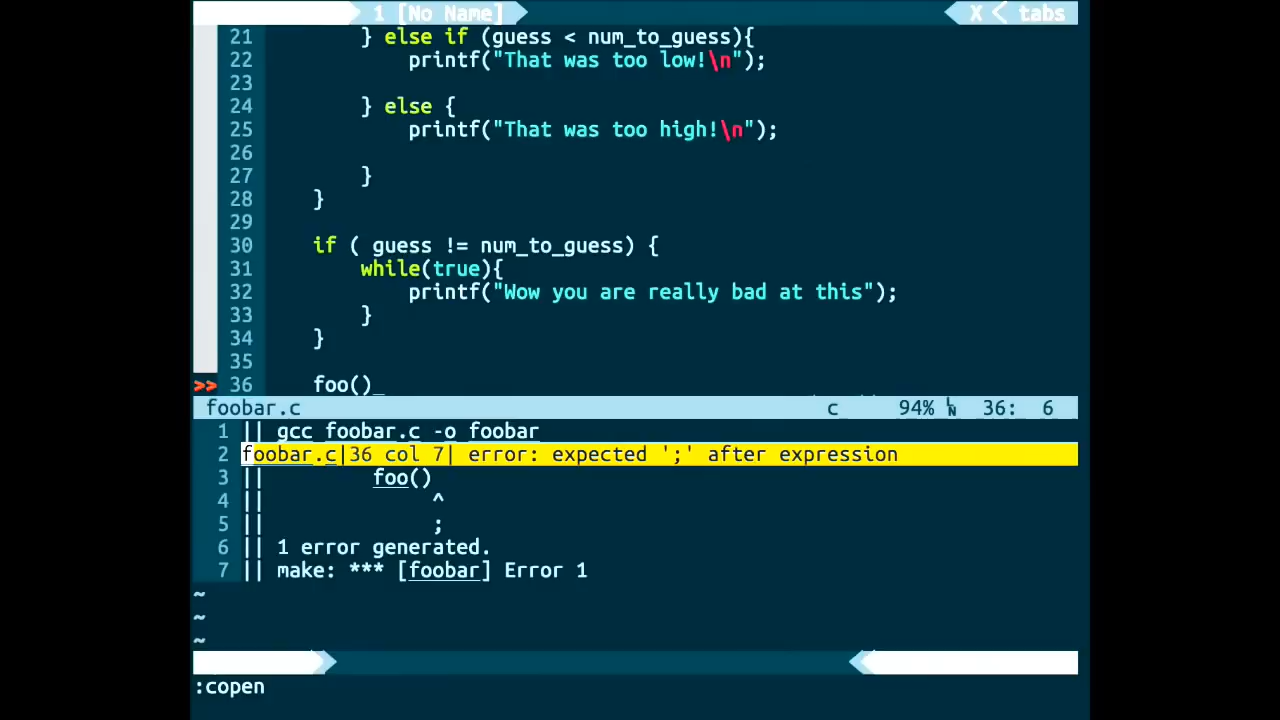 1 [No Name] X tabs
21 } else if (guess < num_to_guess){
22 printf("That was too low!\n");
23
24 } else {
25 printf("That was too high!\n");
26
27 }
28 }
29
30 if ( guess != num_to_guess) {
31 while(true){
32 printf("Wow you are really bad at this");
33 }
34 }
35
>> 36 foo()_
foobar.c c 94% LN 36: 6
1 || gcc foobar.c -o foobar
2 foobar.c|36 col 7| error: expected ';' after expression
3 || foo()
4 || ^
5 || ;
6 || 1 error generated.
7 || make: *** [foobar] Error 1
~
~
~
:copen